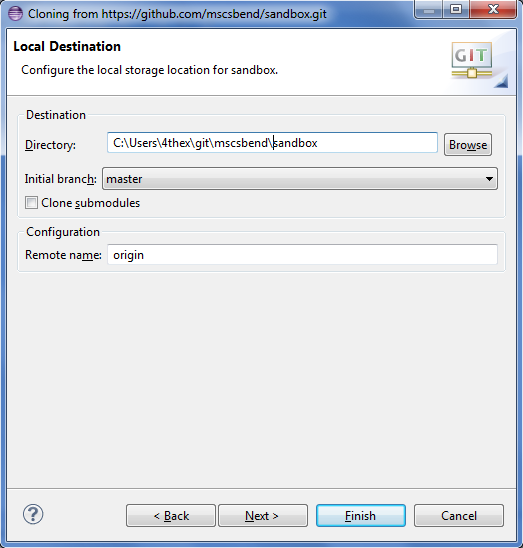 Cloning from https://github.com/mscsbend/sandbox.git
Local Destination
Configure the local storage location for sandbox.
GIT
Destination
Directory: C:\Users\4thex\git\mscsbend\sandbox Browse
Initial branch: master
Clone submodules
Configuration
Remote name: origin
? < Back Next > Finish Cancel